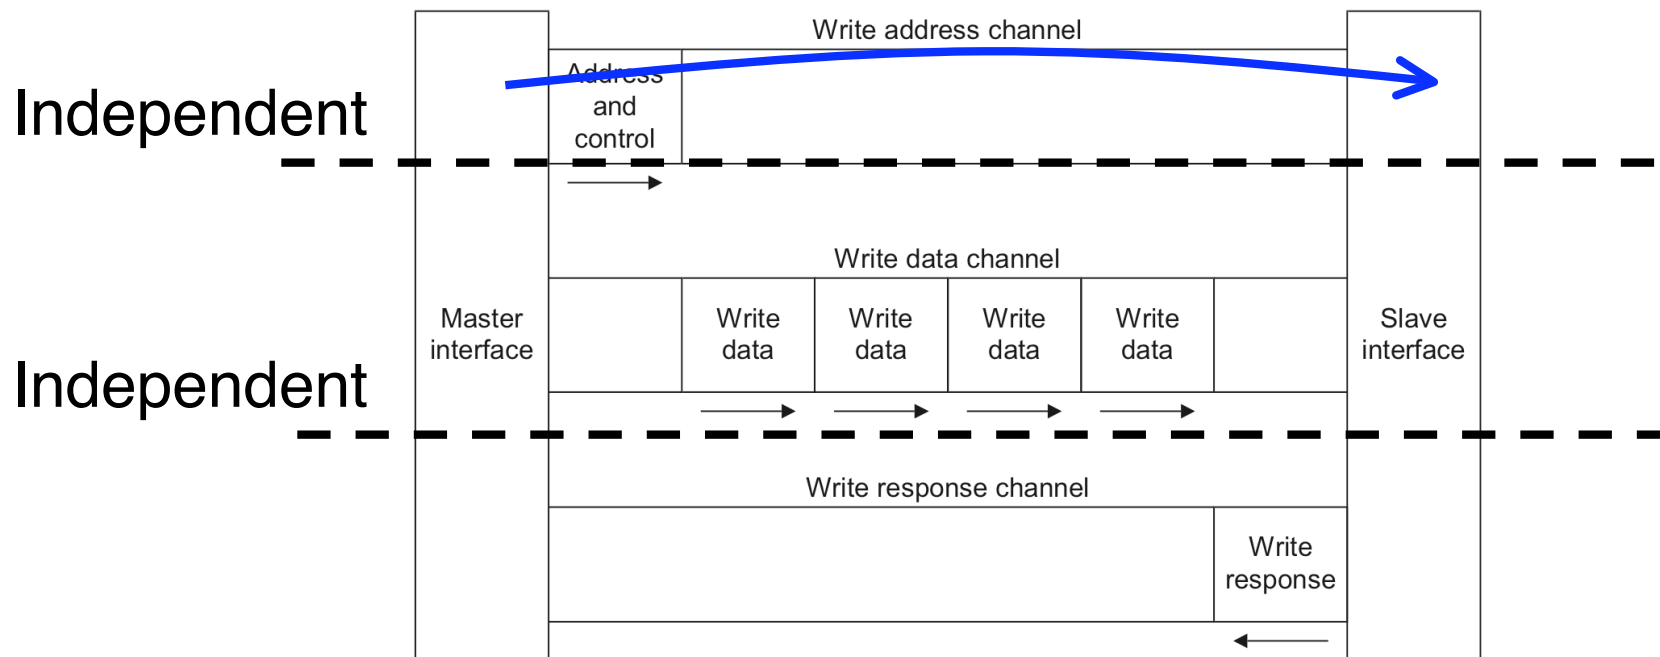 Write address channel
Address
and
control
Independent
Write data channel
Master
interface
Write
data
Write
data
Write
data
Write
data
Slave
interface
Independent
Write response channel
Write
response